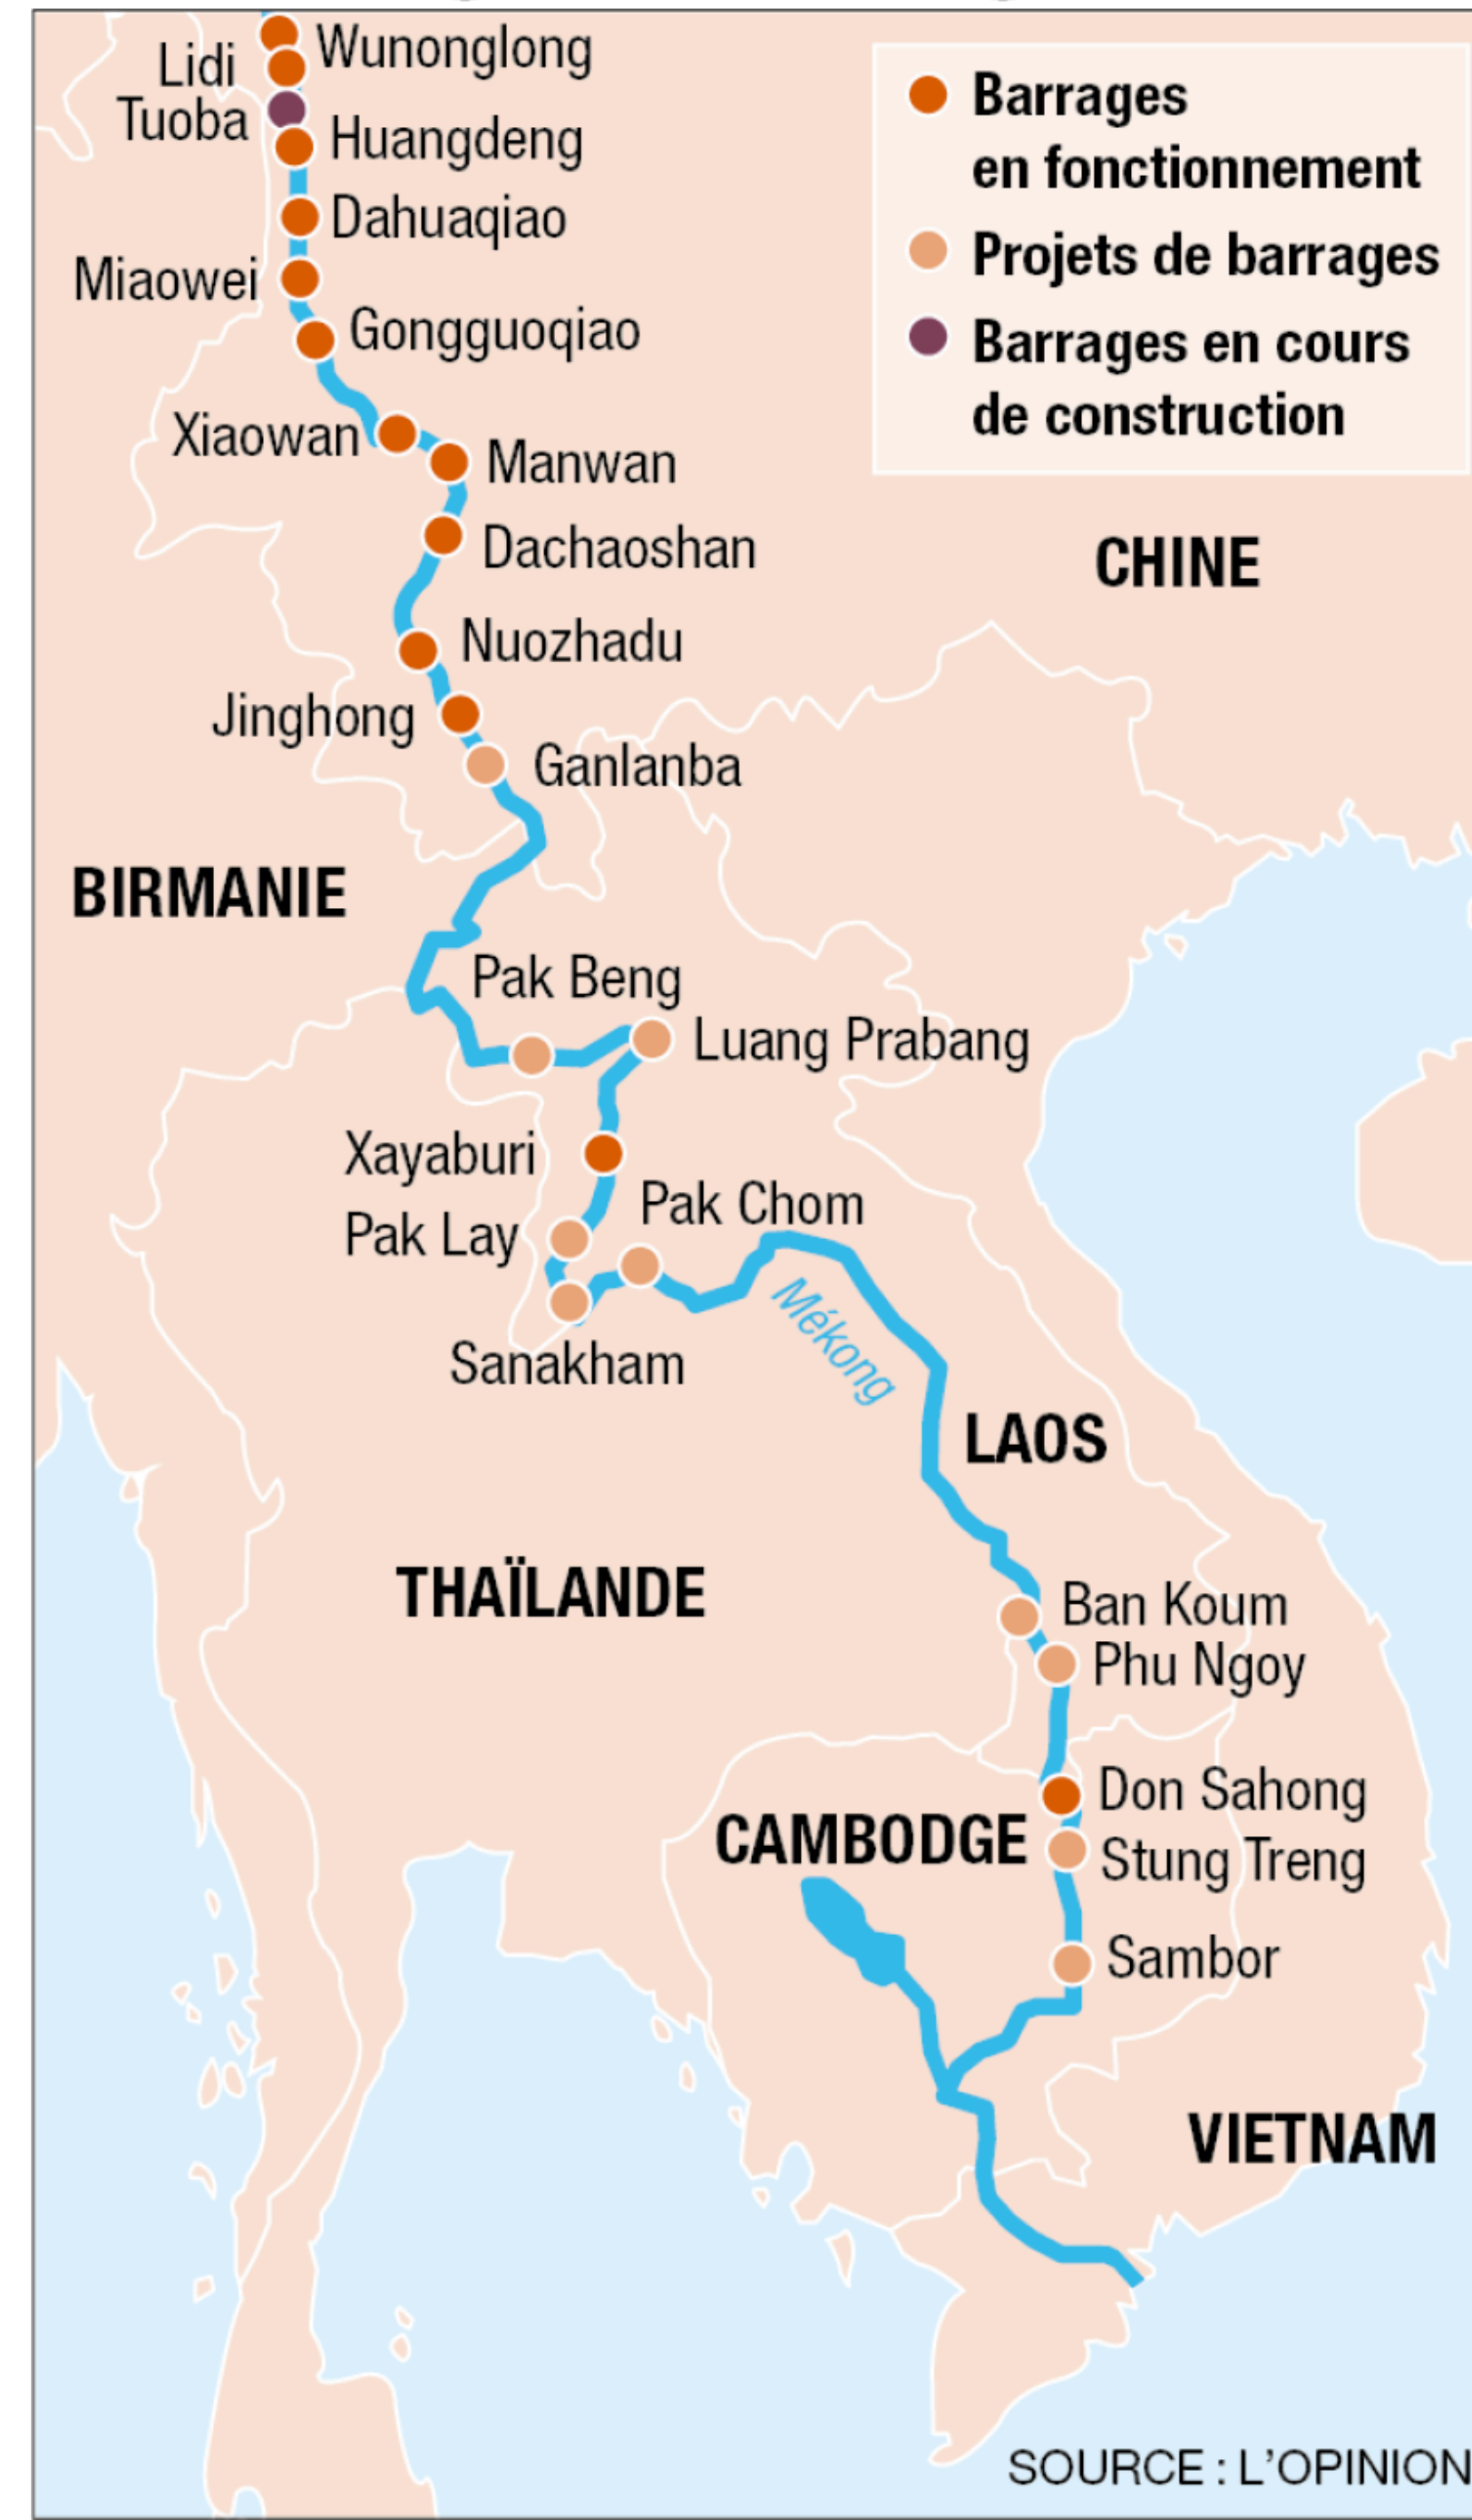 Wunonglong
Lidi
Tuoba
Huangdeng
Dahuaqiao
Miaowei
Gongguoqiao
Xiaowan
Manwan
Dachaoshan
Nuozhadu
Jinghong
Ganlanba
Barrages
en fonctionnement
Projets de barrages
Barrages en cours
de construction
CHINE
BIRMANIE
Pak Beng
Luang Prabang
Xayaburi
Pak Chom
Pak Lay
Sanakham
Mékong
LAOS
THAÏLANDE
Ban Koum
Phu Ngoy
Don Sahong
CAMBODGE
Stung Treng
Sambor
VIETNAM
SOURCE : L'OPINION